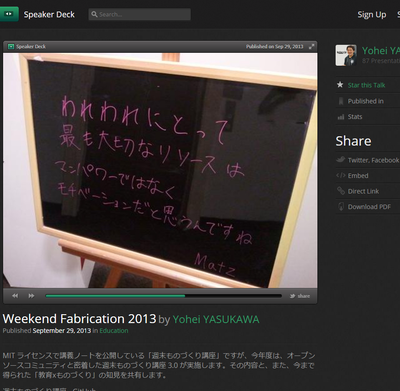 Speaker Deck
Search...
Sign Up
Speaker Deck
Published on Sep 29, 2013
われわれにとって
最も大切なリソースは
マンパワーではなく
モチベーションだと思うんですね
Matz
share
Weekend Fabrication 2013 by Yohei YASUKAWA
Published September 29, 2013 in Education
MIT ライセンスで講義ノートを公開している「週末ものづくり講座」ですが、今年度は、オープン
ソースコミュニティと密着した週末ものづくり講座 3.0 が実施します。その内容と、また、今まで
得られた「教育xものづくり」の知見を共有します。
Yohei YA
Star this Talk
Published in
Stats
Share
Twitter, Facebook
Embed
Direct Link
Download PDF